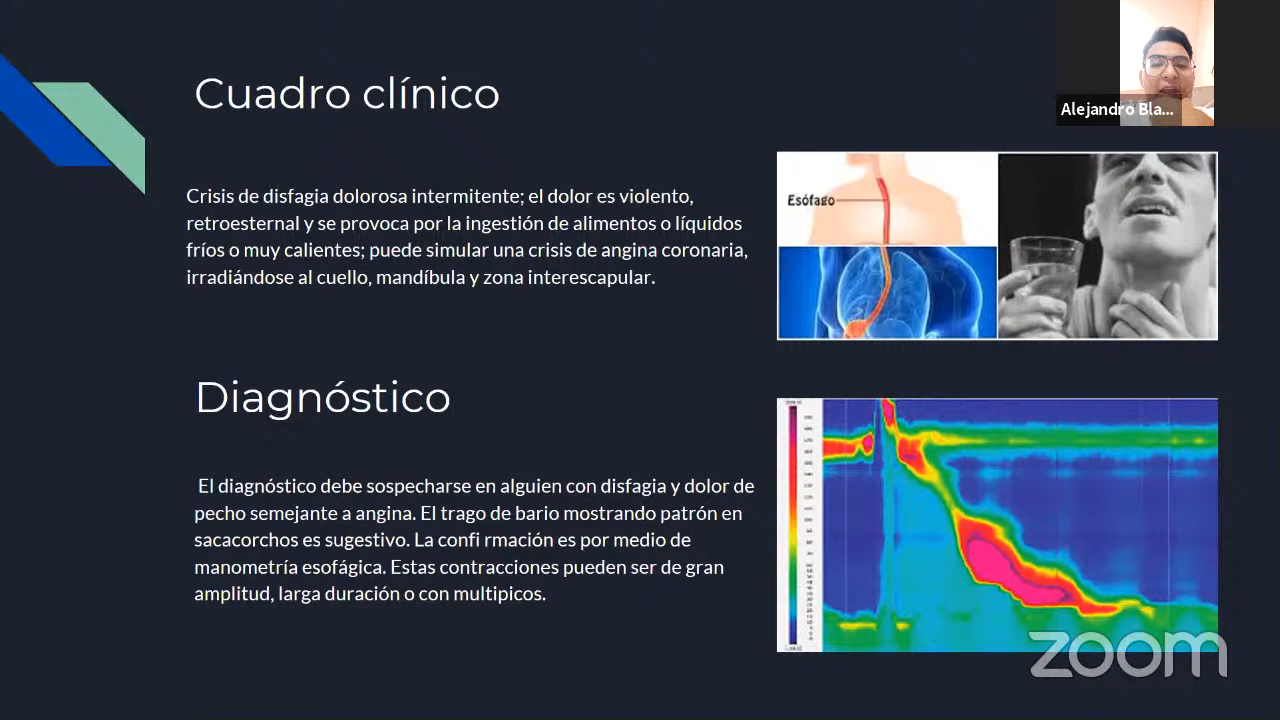 Cuadro clínico
Alejandro Bla...
Crisis de disfagia dolorosa intermitente; el dolor es violento,
retroesternal y se provoca por la ingestión de alimentos o líquidos
fríos o muy calientes; puede simular una crisis de angina coronaria,
irradiándose al cuello, mandíbula y zona interescapular.
Esófago
Diagnóstico
El diagnóstico debe sospecharse en alguien con disfagia y dolor de
pecho semejante a angina. El trago de bario mostrando patrón en
sacacorchos es sugestivo. La confi rmación es por medio de
manometría esofágica. Estas contracciones pueden ser de gran
amplitud, larga duración o con multipicos.
zoom